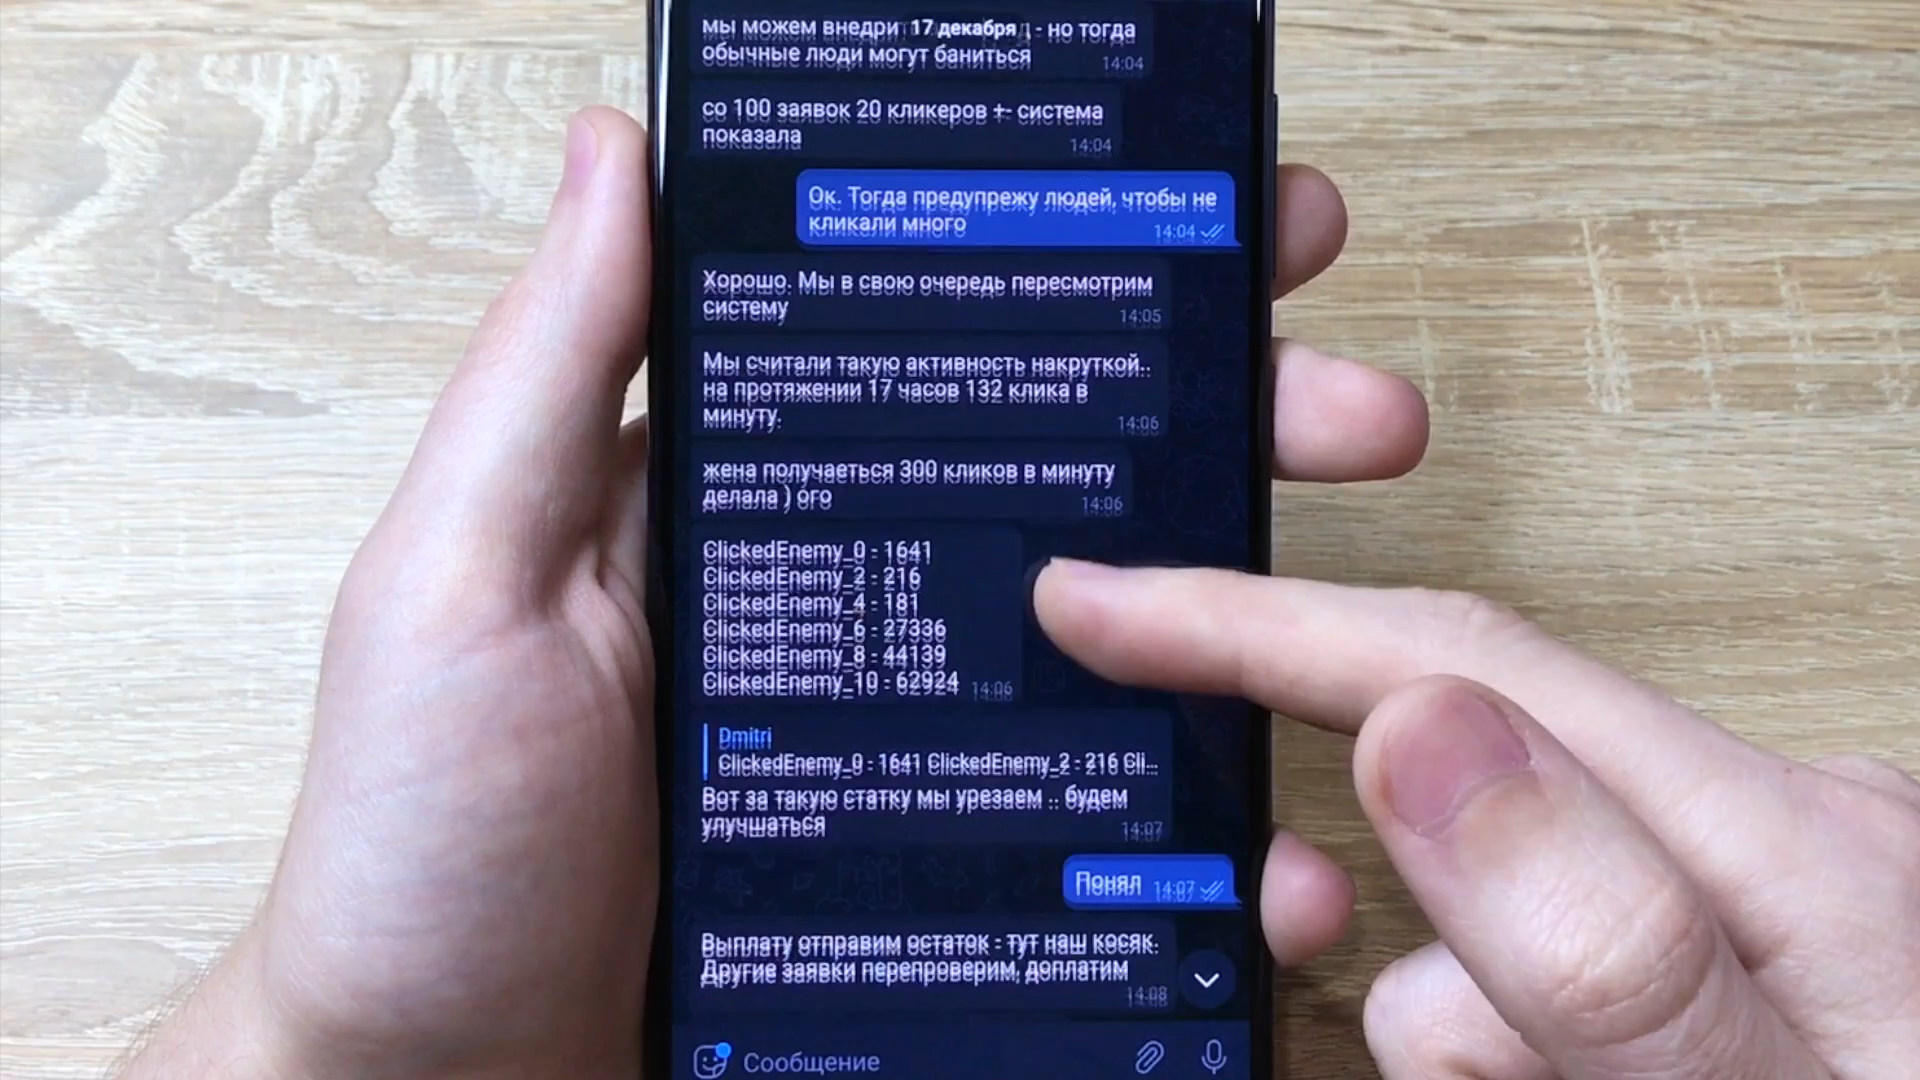 мы можем внедри 17 декабря - но тогда
обычные люди могут баниться
14:04
со 100 заявок 20 кликеров +- система
показала
14:04
Ок. Тогда предупрежу людей, чтобы не
кликали много
14:04
Хорошо. Мы в свою очередь пересмотрим
систему
14:05
Мы считали такую активность накруткой..
на протяжении 17 часов 132 клика в
минуту.
14:06
жена получаеться 300 кликов в минуту
делала ) ого
14:06
ClickedEnemy_0 - 1641
ClickedEnemy_2 - 216
ClickedEnemy_4 - 181
ClickedEnemy_6 - 27336
ClickedEnemy_8 - 44139
ClickedEnemy_10 - 62924
14:06
Dmitri
ClickedEnemy_0 - 1641 ClickedEnemy_2 - 216 Cli...
Вот за такую статку мы урезаем .. будем
улучшаться
14:07
Понял 14:07
Выплату отправим остаток - тут наш косяк.
Другие заявки перепроверим, доплатим
14:08
Сообщение